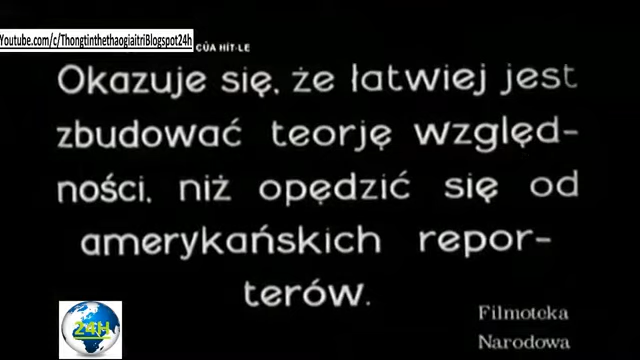 Youtube.com/c/ThongtinthethaogiaitriBlogspot24h
CỦA HÍT-LE
Okazuje się, że łatwiej jest
zbudować teorję względ-
ności, niż opędzić się od
amerykańskich repor-
terów.
24H
Filmoteka
Narodowa